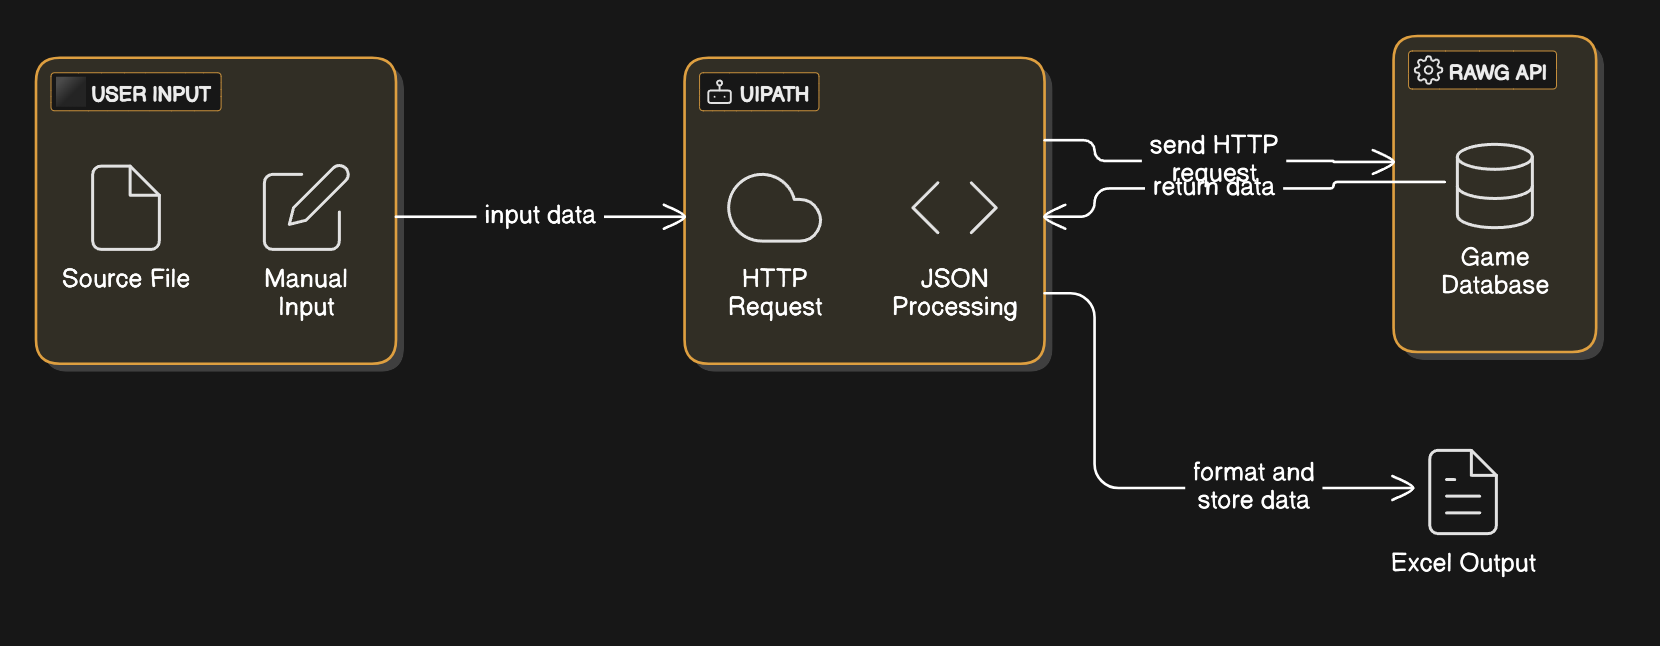 USER INPUT
Source File
Manual
Input
input data
UIPATH
HTTP
Request
JSON
Processing
send HTTP
request
return data
RAWG API
Game
Database
format and
store data
Excel Output